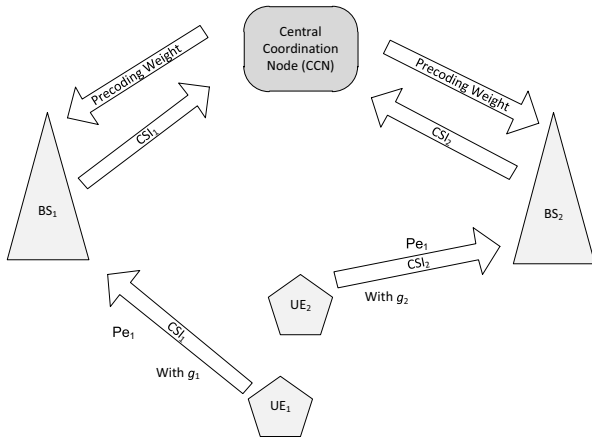 Central
Coordination
Node (CCN)
Precoding Weight
Precoding Weight
CSI₁
CSI₂
BS₁
BS₂
Pe₁
CSI₂
With g₂
UE₂
Pe₁
CSI₁
With g₁
UE₁